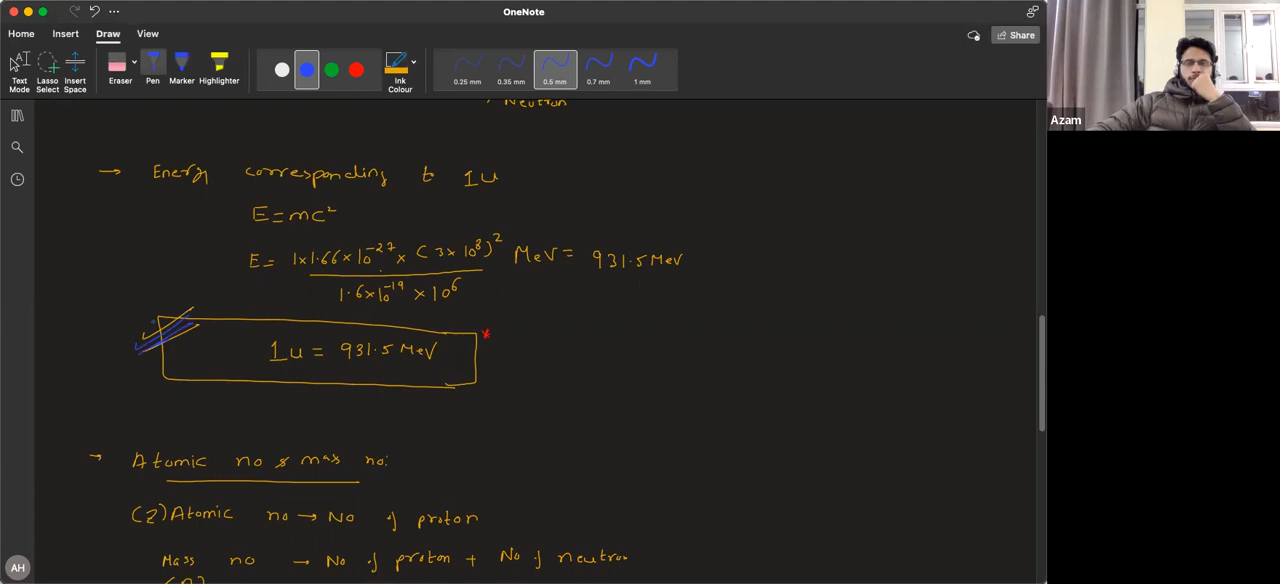 OneNote
Home Insert Draw View
Share
Text Mode Lasso Select Insert Space Eraser Pen Marker Highlighter Ink Colour 0.25 mm 0.35 mm 0.5 mm 0.7 mm 1 mm
Azam
Neutron
→ Energy corresponding to 1u
E=mc²
E= 1×1.66×10⁻²⁷×(3×10⁸)² / 1.6×10⁻¹⁹×10⁶ MeV= 931.5 MeV
1u = 931.5 MeV
→ Atomic no & mass no:
(Z) Atomic no → No of proton
Mass no → No of proton + No of neutron
AH